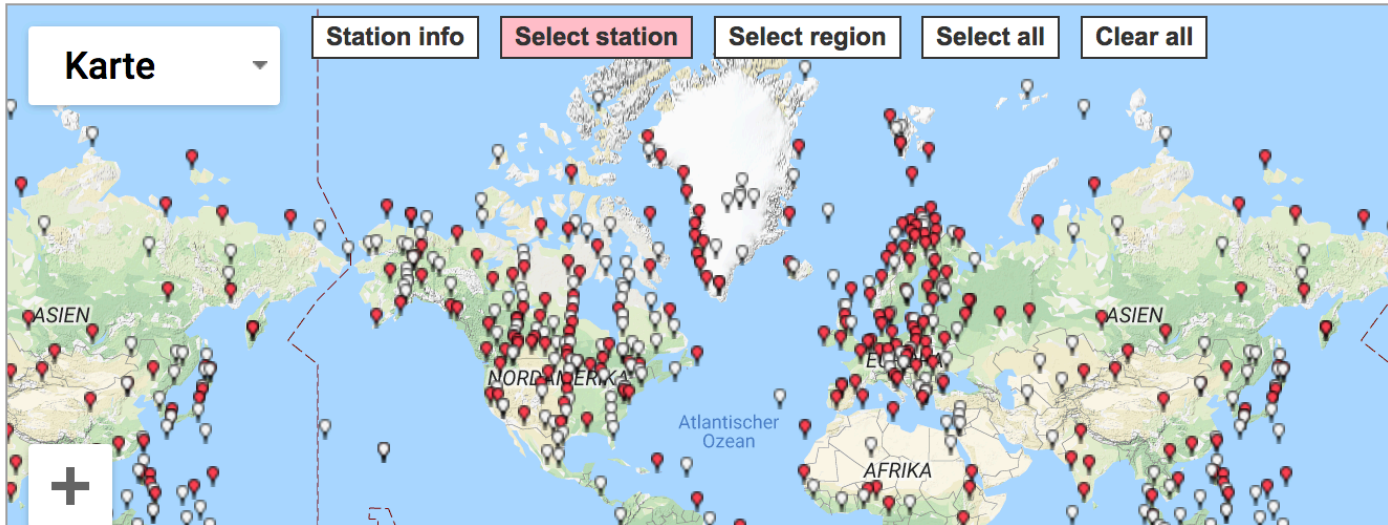 Karte
Station info
Select station
Select region
Select all
Clear all
ASIEN
NORDAMERIKA
ASIEN
Atlantischer
Ozean
AFRIKA
+